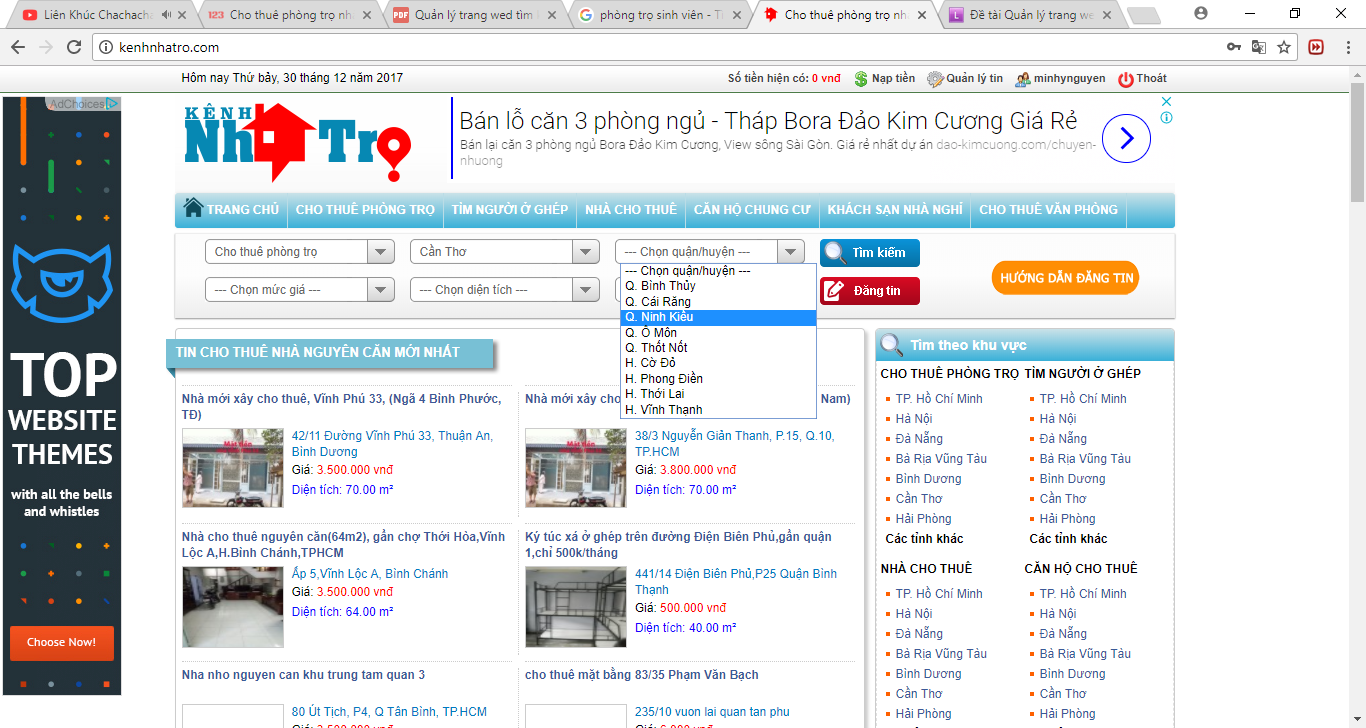 Liên Khúc Chachacha
Cho thuê phòng trọ nh
Quản lý trang wed tìm
phòng trọ sinh viên - Tì
Cho thuê phòng trọ nh
Đề tài Quản lý trang we
kenhnhatro.com
Hôm nay Thứ bảy, 30 tháng 12 năm 2017
Số tiền hiện có: 0 vnđ
Nạp tiền
Quản lý tin
minhynguyen
Thoát
AdChoices
KÊNH
Nhà Trọ
Bán lỗ căn 3 phòng ngủ - Tháp Bora Đảo Kim Cương Giá Rẻ
Bán lại căn 3 phòng ngủ Bora Đảo Kim Cương, View sông Sài Gòn. Giá rẻ nhất dự án dao-kimcuong.com/chuyen-
nhuong
TRANG CHỦ
CHO THUÊ PHÒNG TRỌ
TÌM NGƯỜI Ở GHÉP
NHÀ CHO THUÊ
CĂN HỘ CHUNG CƯ
KHÁCH SẠN NHÀ NGHỈ
CHO THUÊ VĂN PHÒNG
Cho thuê phòng trọ
Cần Thơ
--- Chọn quận/huyện ---
Tìm kiếm
--- Chọn mức giá ---
--- Chọn diện tích ---
Đăng tin
HƯỚNG DẪN ĐĂNG TIN
--- Chọn quận/huyện ---
Q. Bình Thủy
Q. Cái Răng
Q. Ninh Kiều
Q. Ô Môn
Q. Thốt Nốt
H. Cờ Đỏ
H. Phong Điền
H. Thới Lai
H. Vĩnh Thạnh
TOP
WEBSITE
THEMES
with all the bells
and whistles
Choose Now!
TIN CHO THUÊ NHÀ NGUYÊN CĂN MỚI NHẤT
Nhà mới xây cho thuê, Vĩnh Phú 33, (Ngã 4 Bình Phước,
TĐ)
42/11 Đường Vĩnh Phú 33, Thuận An,
Bình Dương
Giá: 3.500.000 vnđ
Diện tích: 70.00 m²
Nhà mới xây cho
Nam)
38/3 Nguyễn Giản Thanh, P.15, Q.10,
TP.HCM
Giá: 3.800.000 vnđ
Diện tích: 70.00 m²
Nhà cho thuê nguyên căn(64m2), gần chợ Thới Hòa,Vĩnh
Lộc A,H.Bình Chánh,TPHCM
Ấp 5,Vĩnh Lộc A, Bình Chánh
Giá: 3.500.000 vnđ
Diện tích: 64.00 m²
Ký túc xá ở ghép trên đường Điện Biên Phủ,gần quận
1,chỉ 500k/tháng
441/14 Điện Biên Phủ,P25 Quận Bình
Thạnh
Giá: 500.000 vnđ
Diện tích: 40.00 m²
Nha nho nguyen can khu trung tam quan 3
80 Út Tịch, P4, Q Tân Bình, TP.HCM
cho thuê mặt bằng 83/35 Phạm Văn Bạch
235/10 vuon lai quan tan phu
Tìm theo khu vực
CHO THUÊ PHÒNG TRỌ
TP. Hồ Chí Minh
Hà Nội
Đà Nẵng
Bà Rịa Vũng Tàu
Bình Dương
Cần Thơ
Hải Phòng
Các tỉnh khác
TÌM NGƯỜI Ở GHÉP
TP. Hồ Chí Minh
Hà Nội
Đà Nẵng
Bà Rịa Vũng Tàu
Bình Dương
Cần Thơ
Hải Phòng
Các tỉnh khác
NHÀ CHO THUÊ
TP. Hồ Chí Minh
Hà Nội
Đà Nẵng
Bà Rịa Vũng Tàu
Bình Dương
Cần Thơ
Hải Phòng
CĂN HỘ CHO THUÊ
TP. Hồ Chí Minh
Hà Nội
Đà Nẵng
Bà Rịa Vũng Tàu
Bình Dương
Cần Thơ
Hải Phòng